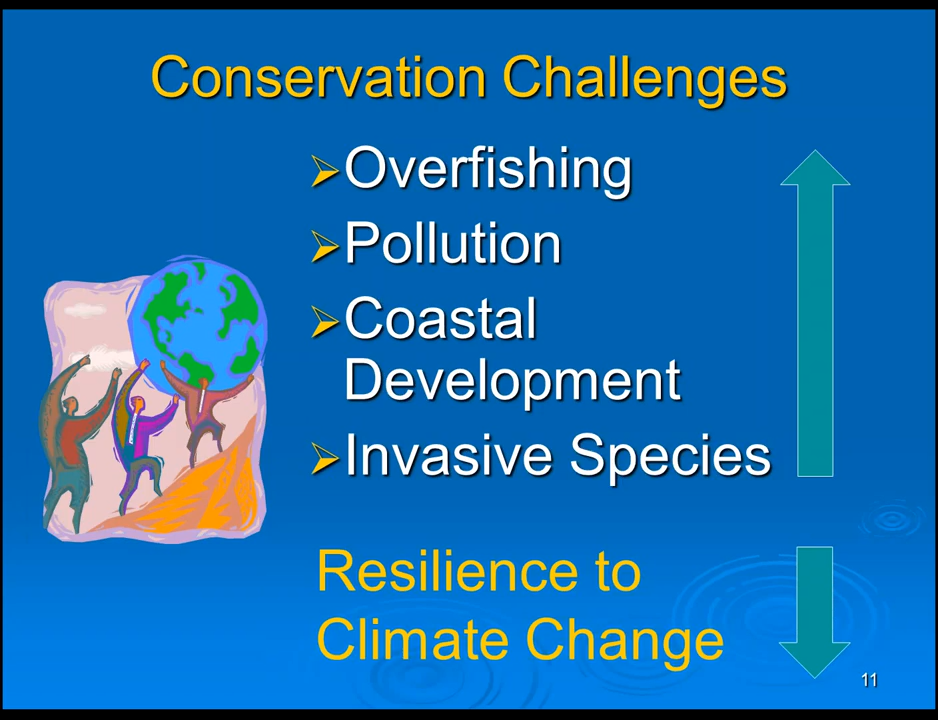 Conservation Challenges
Overfishing
Pollution
Coastal
Development
Invasive Species
Resilience to
Climate Change
11